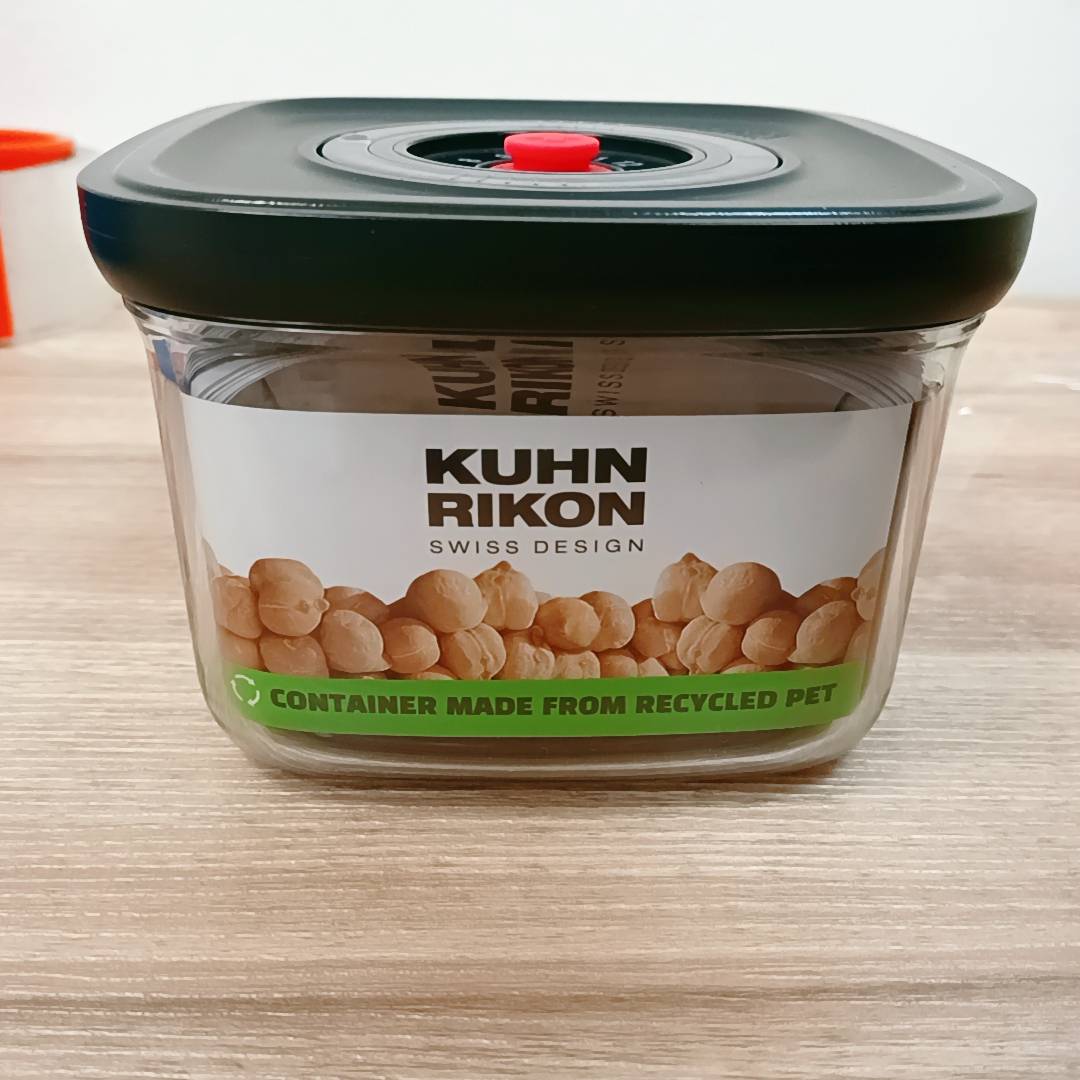 KUHN
RIKON
SWISS DESIGN
CONTAINER MADE FROM RECYCLED PET